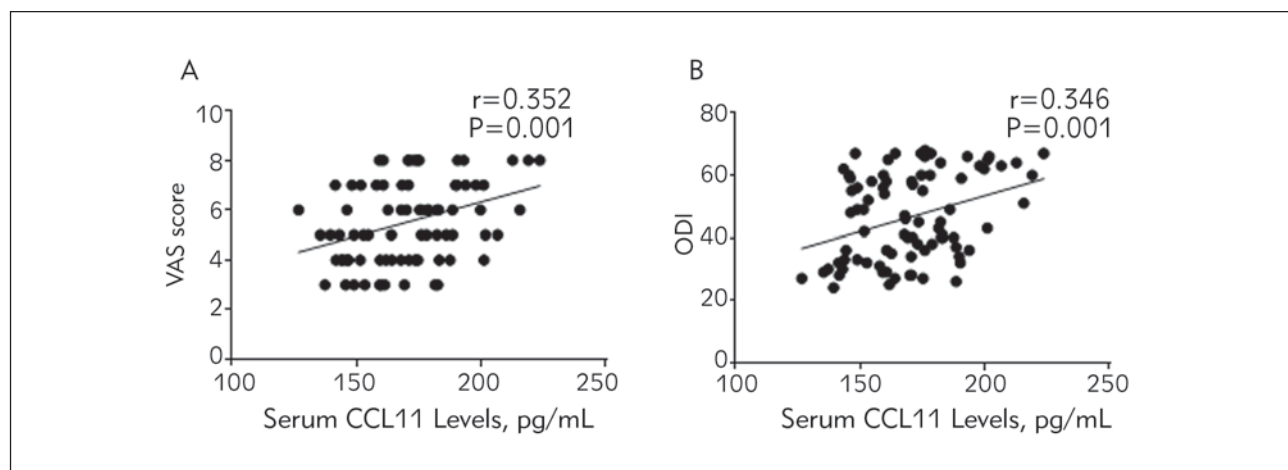 A
r=0.352
P=0.001
10
8
6
4
2
0
VAS score
100
150
200
250
Serum CCL11 Levels, pg/mL
B
r=0.346
P=0.001
80
60
40
20
0
ODI
100
150
200
250
Serum CCL11 Levels, pg/mL